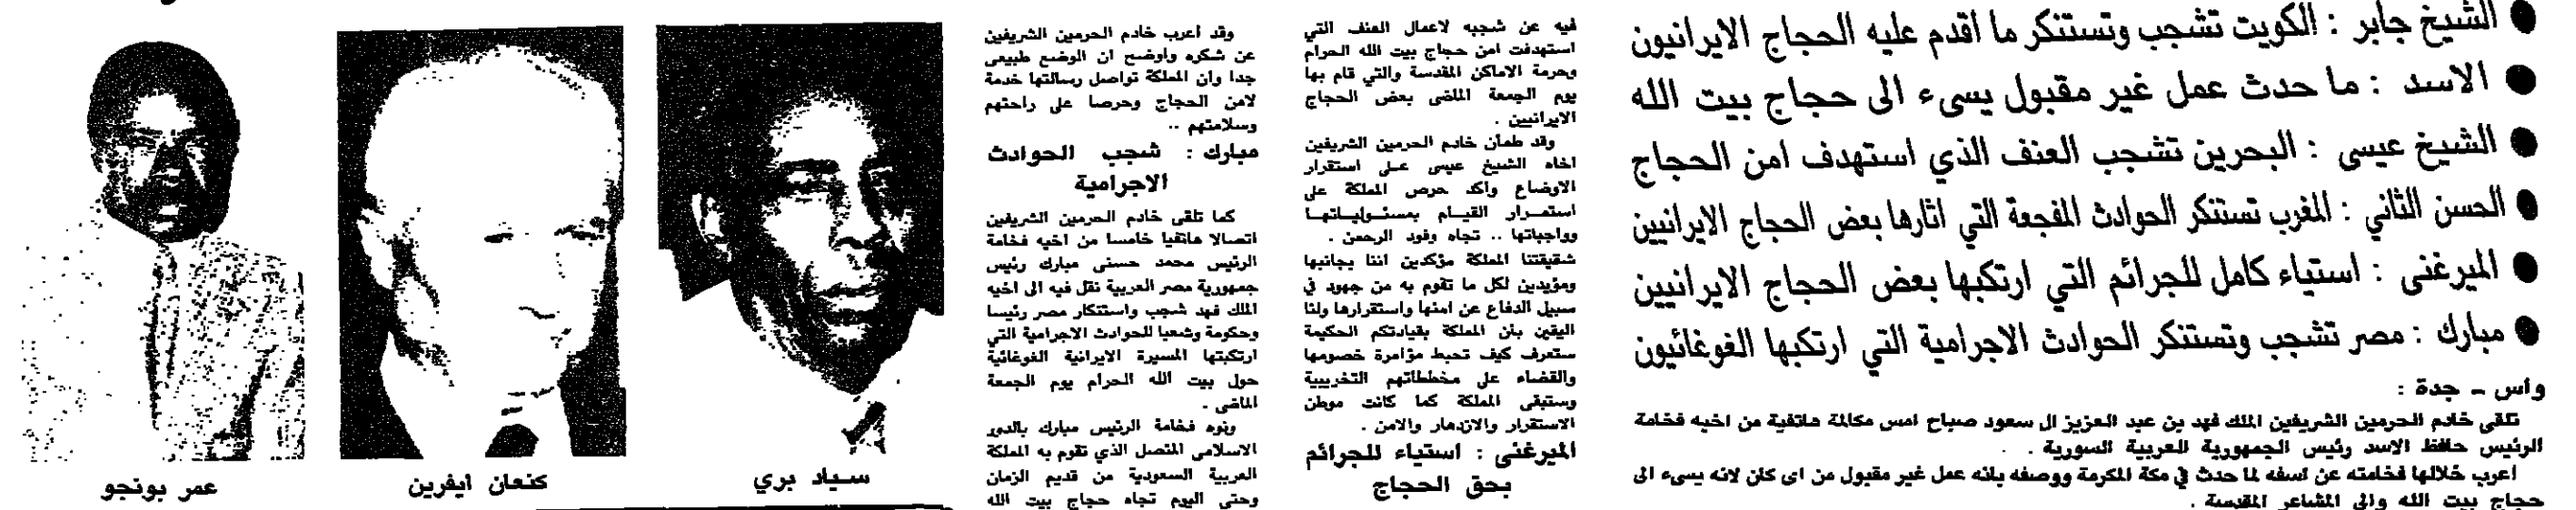 ● الشيخ جابر : الكويت تشجب وتستنكر ما اقدم عليه الحجاج الايرانيون
● الاسد : ما حدث عمل غير مقبول يسىء الى حجاج بيت الله
● الشيخ عيسى : البحرين تشجب العنف الذي استهدف امن الحجاج
● الحسن الثاني : المغرب تستنكر الحوادث المفجعة التي اثارها بعض الحجاج الايرانيين
● الميرغنى : استياء كامل للجرائم التي ارتكبها بعض الحجاج الايرانيين
● مبارك : مصر تشجب وتستنكر الحوادث الاجرامية التي ارتكبها الغوغائيون
واس - جدة :
تلقى خادم الحرمين الشريفين الملك فهد بن عبد العزيز ال سعود صباح امس مكالمة هاتفية من اخيه فخامة
الرئيس حافظ الاسد رئيس الجمهورية العربية السورية .
اعرب خلالها فخامته عن اسفه لما حدث في مكة المكرمة ووصفه بانه عمل غير مقبول من اى كان لانه يسىء الى
حجاج بيت الله والى المشاعر المقدسة .
فيه عن شجبه لاعمال العنف التي
استهدفت امن حجاج بيت الله الحرام
وحرمة الاماكن المقدسة والتي قام بها
يوم الجمعة الماضى بعض الحجاج
الايرانيين .
وقد طمأن خادم الحرمين الشريفين
اخاه الشيخ عيسى على استقرار
الاوضاع واكد حرص المملكة على
استمرار القيام بمسئولياتها
وواجباتها .. تجاه وفود الرحمن .
شقيقتنا المملكة مؤكدين اننا بجانبها
ومؤيدين لكل ما تقوم به من جهود في
سبيل الدفاع عن امنها واستقرارها ولنا
اليقين بان المملكة بقيادتكم الحكيمة
ستعرف كيف تحبط مؤامرة خصومها
والقضاء على مخططاتهم التخريبية
وستبقى المملكة كما كانت موطن
الاستقرار والازدهار والامن .
الميرغنى : استياء للجرائم
بحق الحجاج
وقد اعرب خادم الحرمين الشريفين
عن شكره واوضح ان الوضع طبيعى
جدا وان المملكة تواصل رسالتها خدمة
لامن الحجاج وحرصا على راحتهم
وسلامتهم ..
مبارك : شجب الحوادث
الاجرامية
كما تلقى خادم الحرمين الشريفين
اتصالا هاتفيا خامسا من اخيه فخامة
الرئيس محمد حسنى مبارك رئيس
جمهورية مصر العربية نقل فيه الى اخيه
الملك فهد شجب واستنكار مصر رئيسا
وحكومة وشعبا للحوادث الاجرامية التي
ارتكبتها المسيرة الايرانية الغوغائية
حول بيت الله الحرام يوم الجمعة
الماضى .
ونوه فخامة الرئيس مبارك بالدور
الاسلامى المتصل الذي تقوم به المملكة
العربية السعودية من قديم الزمان
وحتى اليوم تجاه حجاج بيت الله
سياد بري
كنعان ايفرين
عمر بونجو